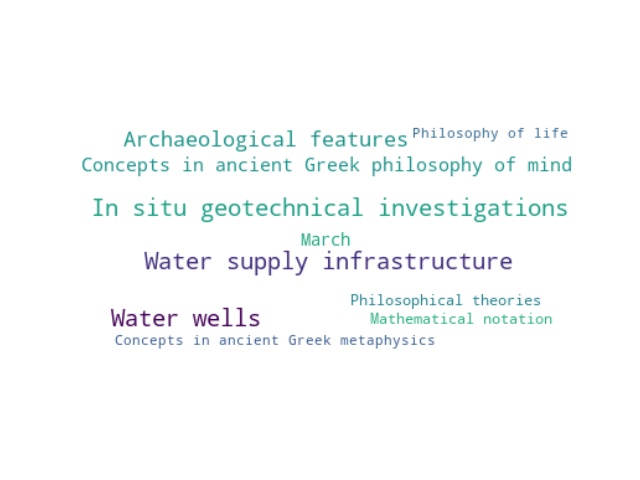 Archaeological features
Philosophy of life
Concepts in ancient Greek philosophy of mind
In situ geotechnical investigations
March
Water supply infrastructure
Philosophical theories
Water wells
Mathematical notation
Concepts in ancient Greek metaphysics